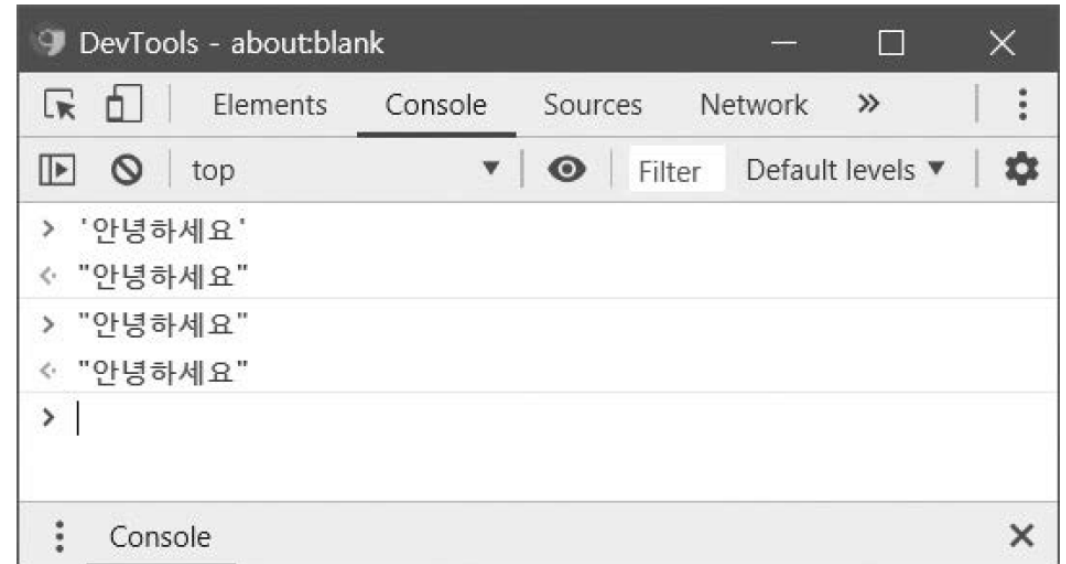 DevTools - about:blank
Elements Console Sources Network »
top ▼ Filter Default levels ▼
> '안녕하세요'
<· "안녕하세요"
> "안녕하세요"
<· "안녕하세요"
>
Console